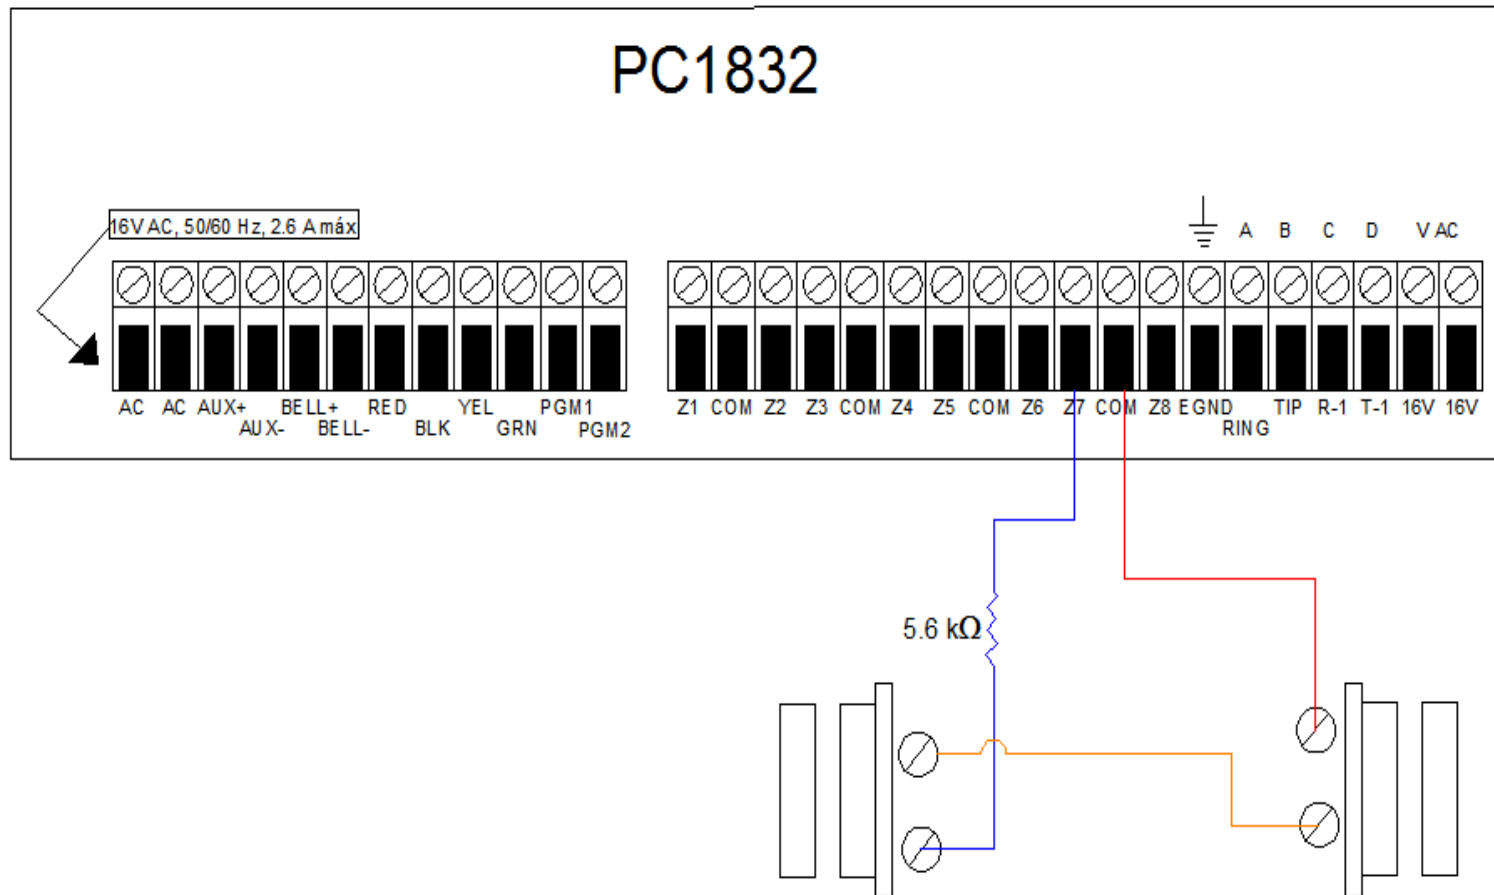 PC1832
16V AC, 50/60 Hz, 2.6 A máx
A B C D V AC
AC AC AUX+ BELL+ RED YEL PGM1 Z1 COM Z2 Z3 COM Z4 Z5 COM Z6 Z7 COM Z8 EGND TIP R-1 T-1 16V 16V
AUX- BELL- BLK GRN PGM2 RING
5.6 kΩ